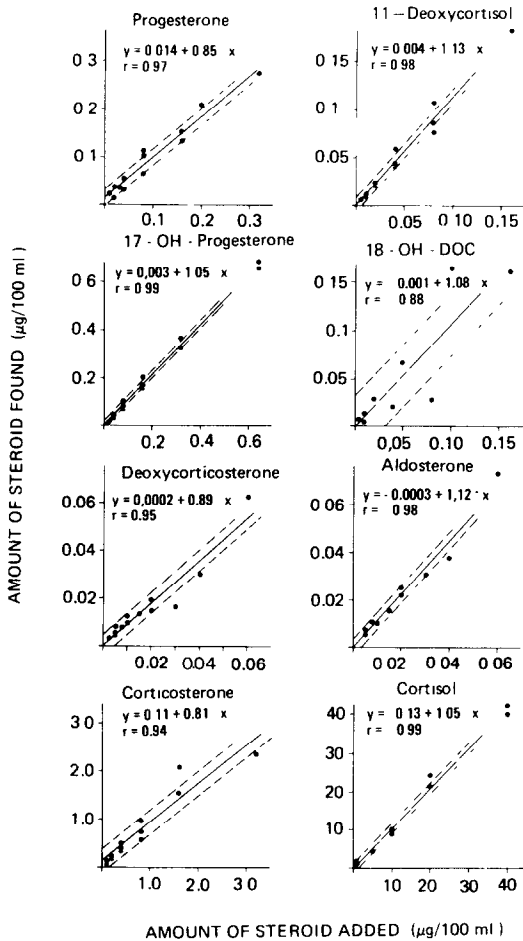 Progesterone
y = 0 014 + 0.85 x
r = 0 97
0 3
0 2
0 1
0.1
0.2
0.3
11 - Deoxycortisol
y = 0 004 + 1 13 x
r = 0 98
0 15
0 1
0.05
0.05
0 10
0.15
17 - OH - Progesterone
y = 0,003 + 1 05 x
r = 0 99
0 6
0.4
0.2
0.2
0.4
0.6
18 - OH - DOC
y = 0.001 + 1.08 x
r = 0 88
0.15
0.1
0.05
0,05
0.10
0.15
Deoxycorticosterone
y = 0,0002 + 0.89 x
r = 0.95
0 06
0.04
0.02
0.02
0.04
0.06
Aldosterone
y = - 0.0003 + 1,12 x
r = 0 98
0 06
0.04
0.02
0 02
0.04
0.06
Corticosterone
y = 0 11 + 0.81 x
r = 0.94
3 0
2.0
1.0
1.0
2.0
3.0
Cortisol
y = 0 13 + 1 05 x
r = 0 99
40
30
20
10
10
20
30
40
AMOUNT OF STEROID FOUND (µg/100 ml)
AMOUNT OF STEROID ADDED (µg/100 ml)